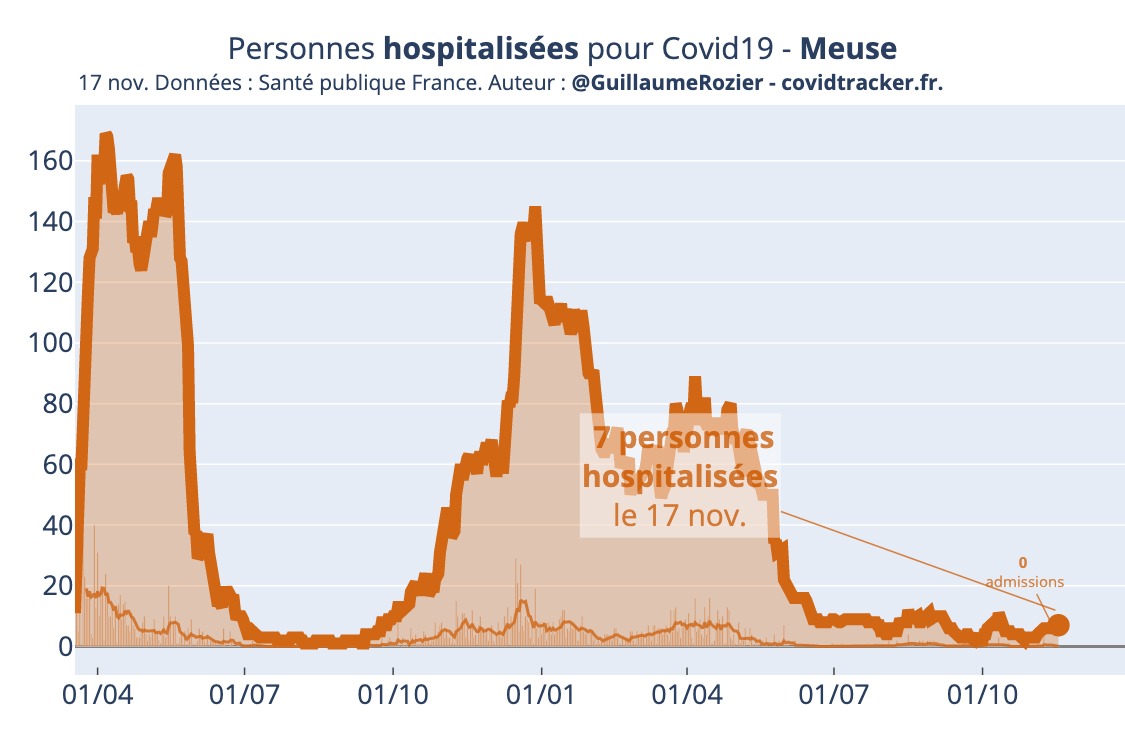 Personnes hospitalisées pour Covid19 - Meuse
17 nov. Données : Santé publique France. Auteur : @GuillaumeRozier - covidtracker.fr.
160
140
120
100
80
60
40
20
0
7 personnes
hospitalisées
le 17 nov.
0
admissions
01/04
01/07
01/10
01/01
01/04
01/07
01/10